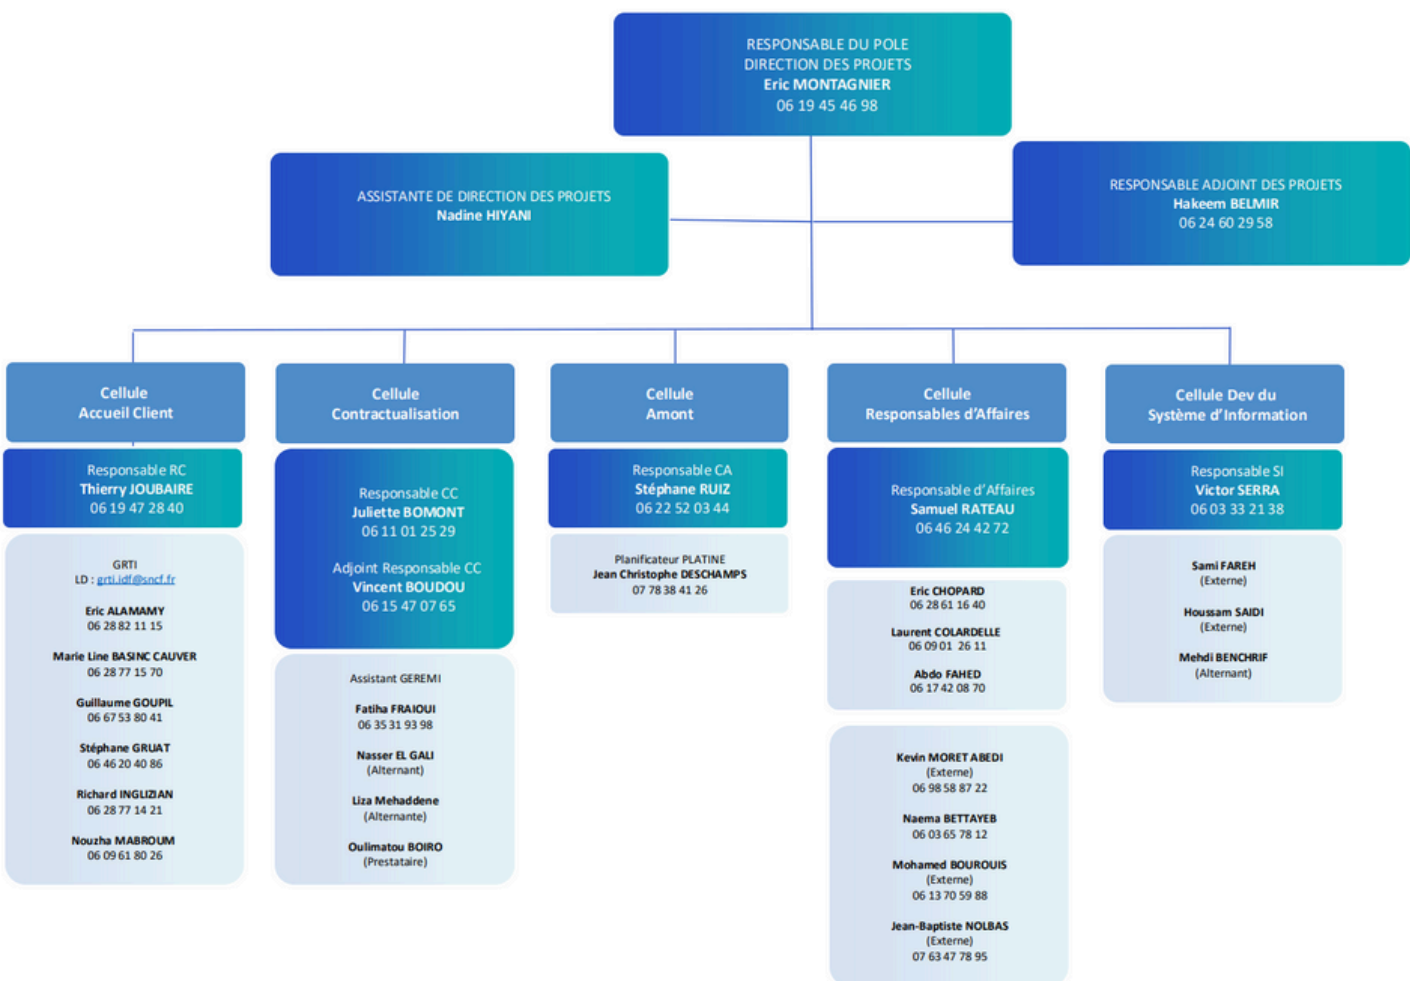 RESPONSABLE DU POLE
DIRECTION DES PROJETS
Eric MONTAGNIER
06 19 45 46 98
ASSISTANTE DE DIRECTION DES PROJETS
Nadine HIYANI
RESPONSABLE ADJOINT DES PROJETS
Hakeem BELMIR
06 24 60 29 58
Cellule
Accueil Client
Responsable RC
Thierry JOUBAIRE
06 19 47 28 40
GRTI
LD : grti.idf@sncf.fr
Eric ALAMAMY
06 28 82 11 15
Marie Line BASINC CAUVER
06 28 77 15 70
Guillaume GOUPIL
06 67 53 80 41
Stéphane GRUAT
06 46 20 40 86
Richard INGLIZIAN
06 28 77 14 21
Nouzha MABROUM
06 09 61 80 26
Cellule
Contractualisation
Responsable CC
Juliette BOMONT
06 11 01 25 29
Adjoint Responsable CC
Vincent BOUDOU
06 15 47 07 65
Assistant GEREMI
Fatiha FRAIOUI
06 35 31 93 98
Nasser EL GALI
(Alternant)
Liza Mehaddene
(Alternante)
Oulimatou BOIRO
(Prestataire)
Cellule
Amont
Responsable CA
Stéphane RUIZ
06 22 52 03 44
Planificateur PLATINE
Jean Christophe DESCHAMPS
07 78 38 41 26
Cellule
Responsables d'Affaires
Responsable d'Affaires
Samuel RATEAU
06 46 24 42 72
Eric CHOPARD
06 28 61 16 40
Laurent COLARDELLE
06 09 01 26 11
Abdo FAHED
06 17 42 08 70
Kevin MORET ABEDI
(Externe)
06 98 58 87 22
Naema BETTAYEB
06 03 65 78 12
Mohamed BOUROUIS
(Externe)
06 13 70 59 88
Jean-Baptiste NOLBAS
(Externe)
07 63 47 78 95
Cellule Dev du
Système d'Information
Responsable SI
Victor SERRA
06 03 33 21 38
Sami FAREH
(Externe)
Houssam SAIDI
(Externe)
Mehdi BENCHRIF
(Alternant)